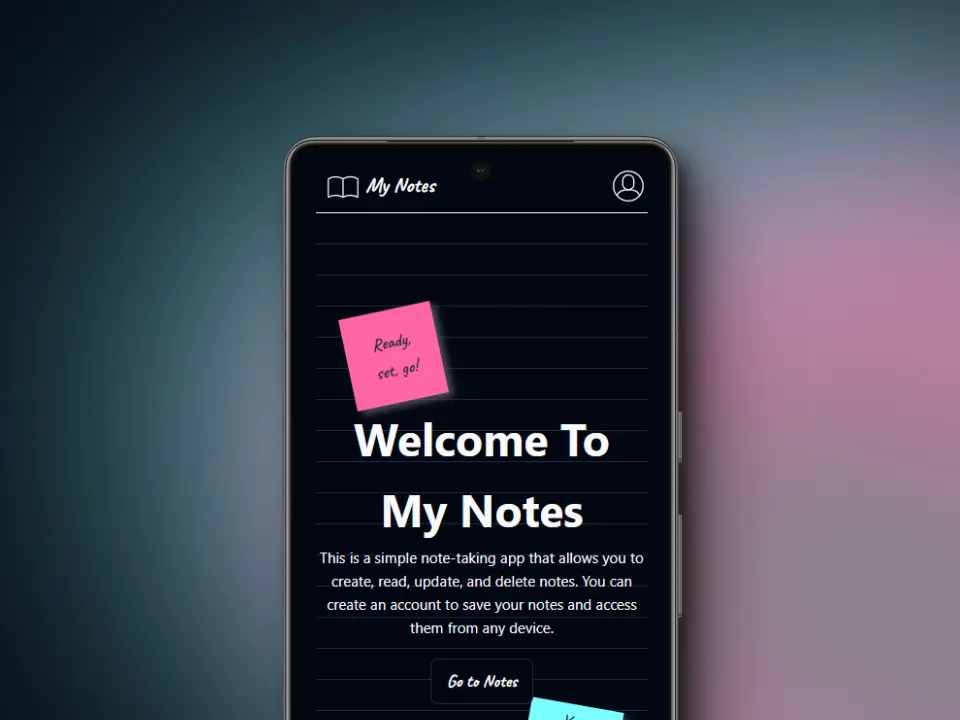 My Notes
Ready,
set, go!
Welcome To
My Notes
This is a simple note-taking app that allows you to
create, read, update, and delete notes. You can
create an account to save your notes and access
them from any device.
Go to Notes